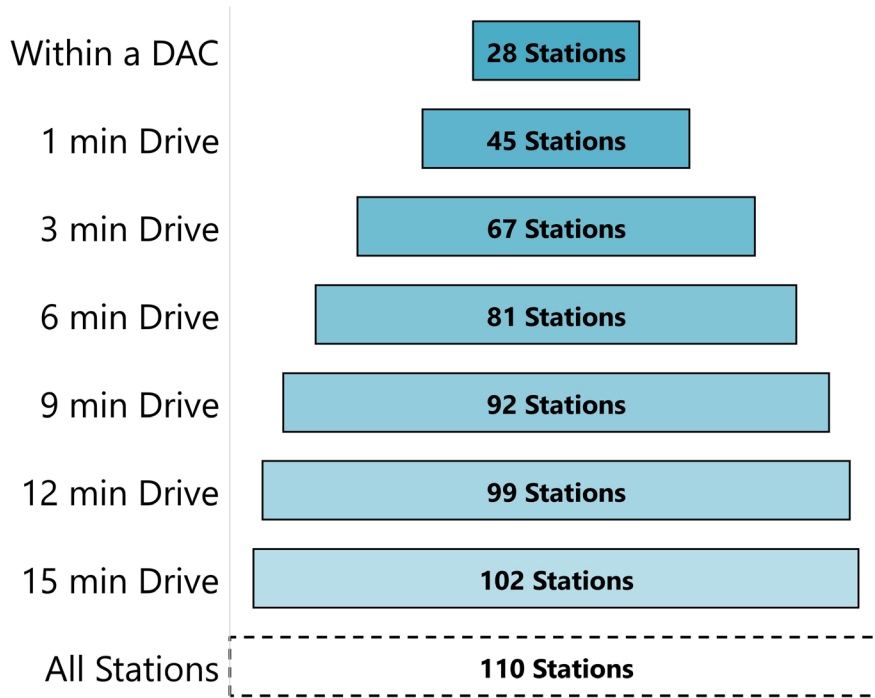 Within a DAC 28 Stations
1 min Drive 45 Stations
3 min Drive 67 Stations
6 min Drive 81 Stations
9 min Drive 92 Stations
12 min Drive 99 Stations
15 min Drive 102 Stations
All Stations 110 Stations